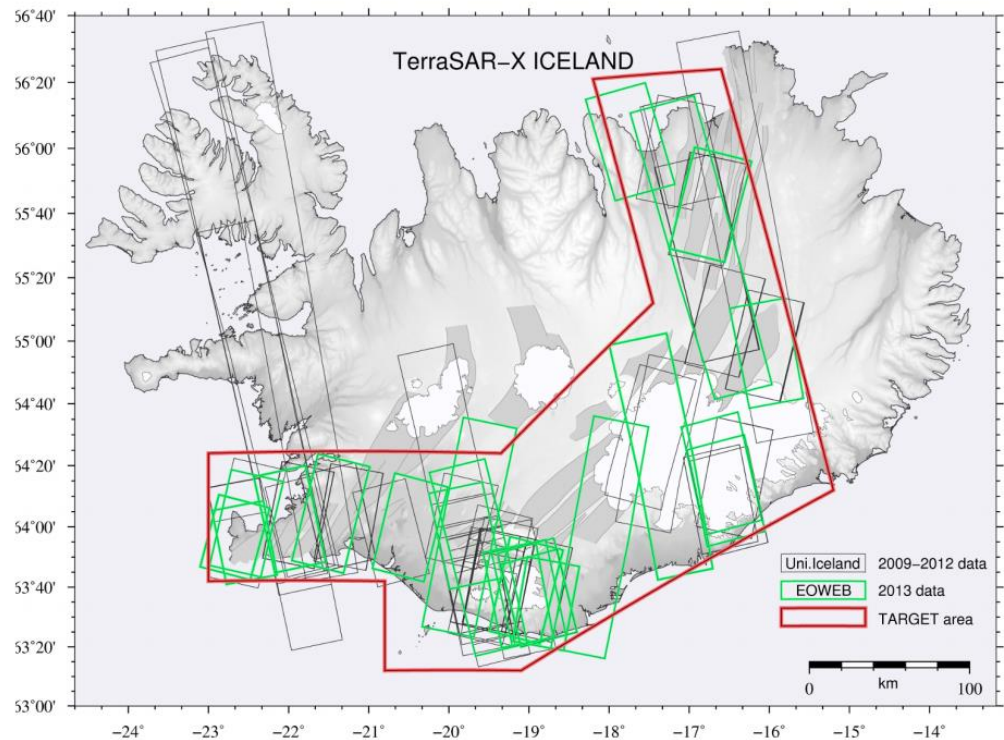 TerraSAR−X ICELAND
56°40'
56°20'
56°00'
55°40'
55°20'
55°00'
54°40'
54°20'
54°00'
53°40'
53°20'
53°00'
Uni.Iceland 2009−2012 data
EOWEB 2013 data
TARGET area
0 100
km
−24° −23° −22° −21° −20° −19° −18° −17° −16° −15° −14°